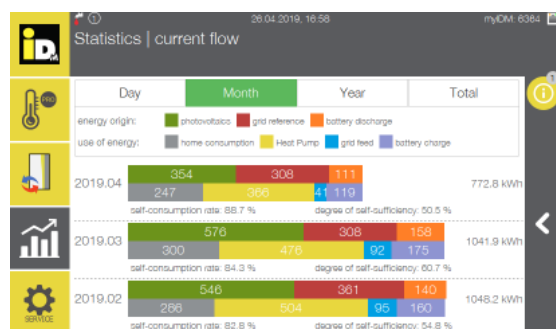 1
26.04.2019, 16:58
myIDM: 6384
iD
Statistics | current flow
1
PRO
Day Month Year Total
energy origin: photovoltaics grid reference battery discharge
use of energy: home consumption Heat Pump grid feed battery charge
354 308 111
2019.04 772.8 kWh
247 366 41 119
self-consumption rate: 88.7 % degree of self-sufficiency: 50.5 %
576 308 158
2019.03 1041.9 kWh
300 476 92 175
self-consumption rate: 84.3 % degree of self-sufficiency: 60.7 %
546 361 140
2019.02 1048.2 kWh
286 504 95 160
self-consumption rate: 82.8 % degree of self-sufficiency: 54.8 %
SERVICE